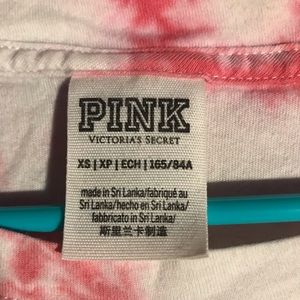 PINK
VICTORIA'S SECRET
XS | XP | ECH | 165/84A
made in Sri Lanka/fabriqué au
Sri Lanka/hecho en Sri Lanka/
fabbricato in Sri Lanka/
斯里兰卡制造